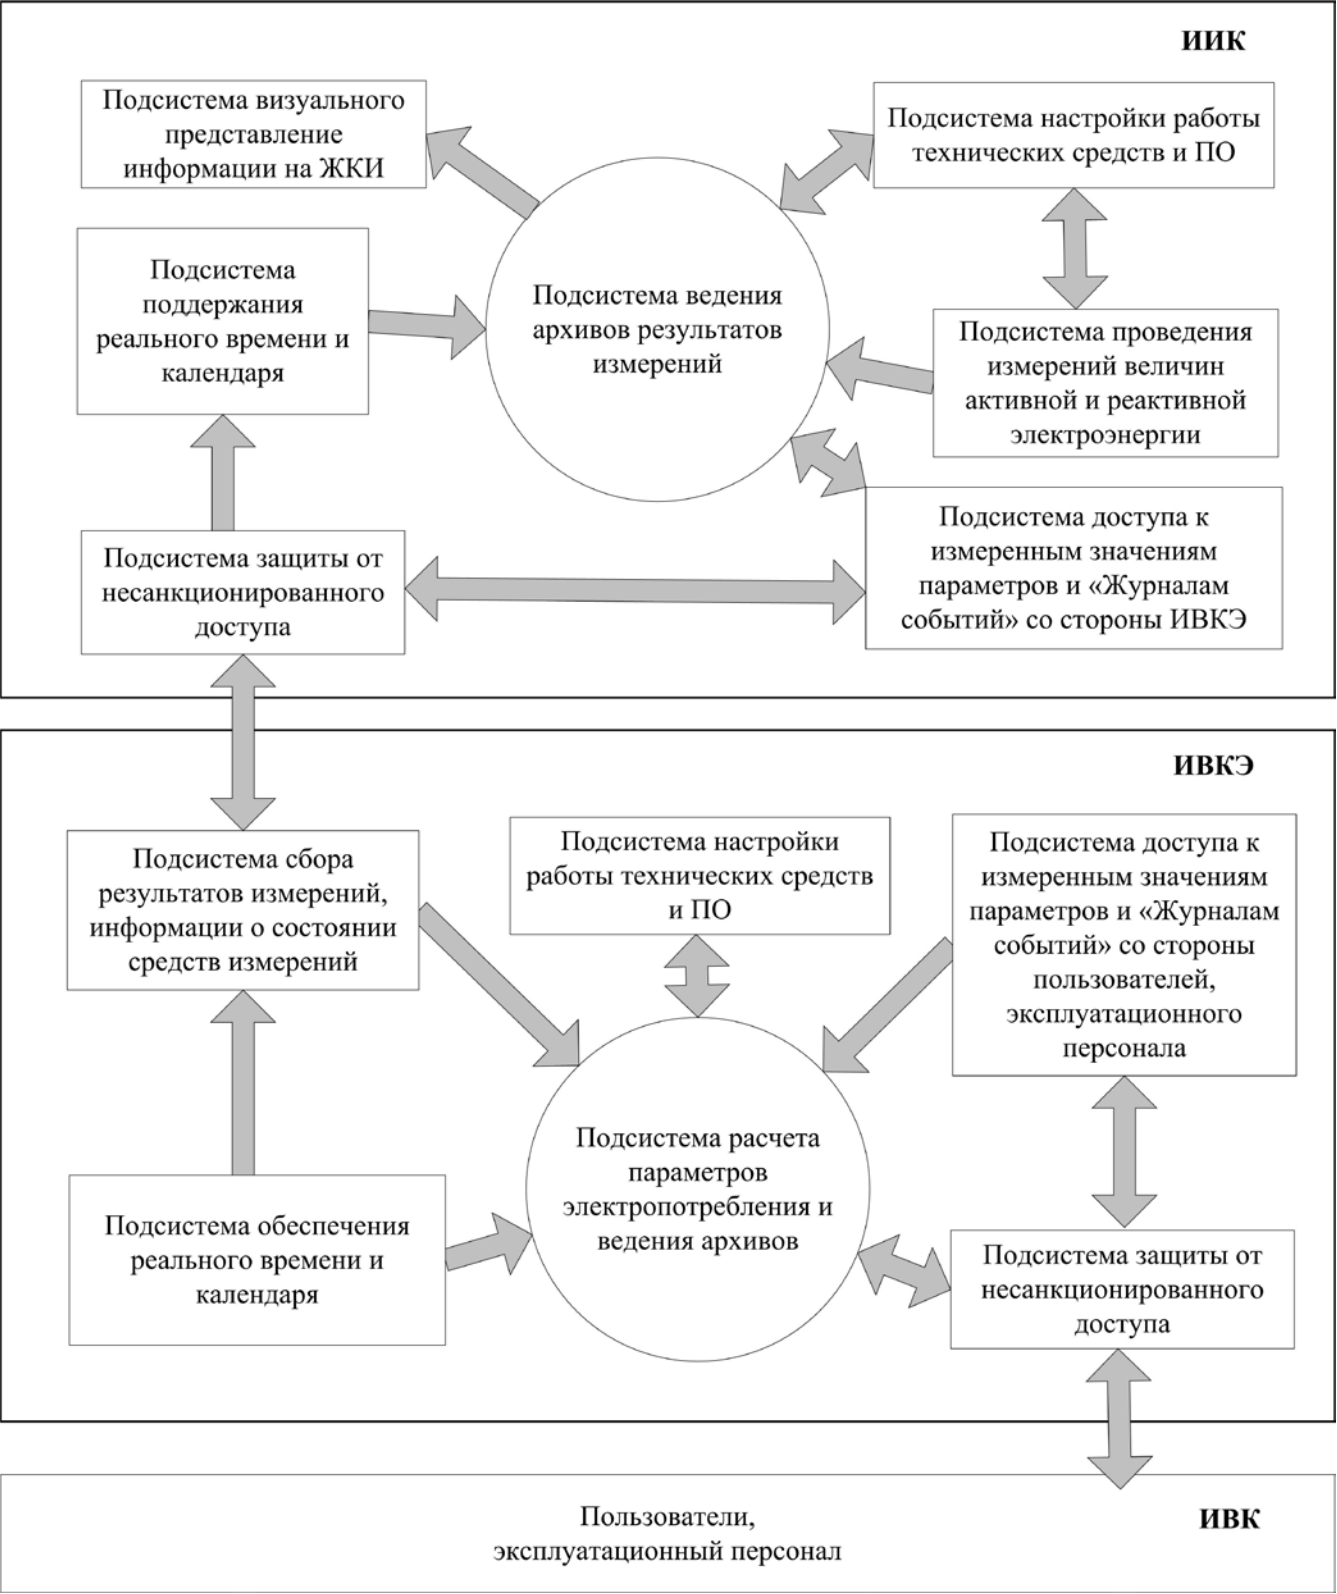 ИИК
Подсистема визуального
представление
информации на ЖКИ
Подсистема настройки работы
технических средств и ПО
Подсистема
поддержания
реального времени и
календаря
Подсистема ведения
архивов результатов
измерений
Подсистема проведения
измерений величин
активной и реактивной
электроэнергии
Подсистема защиты от
несанкционированного
доступа
Подсистема доступа к
измеренным значениям
параметров и «Журналам
событий» со стороны ИВКЭ
ИВКЭ
Подсистема сбора
результатов измерений,
информации о состоянии
средств измерений
Подсистема настройки
работы технических средств
и ПО
Подсистема доступа к
измеренным значениям
параметров и «Журналам
событий» со стороны
пользователей,
эксплуатационного
персонала
Подсистема обеспечения
реального времени и
календаря
Подсистема расчета
параметров
электропотребления и
ведения архивов
Подсистема защиты от
несанкционированного
доступа
Пользователи,
эксплуатационный персонал
ИВК